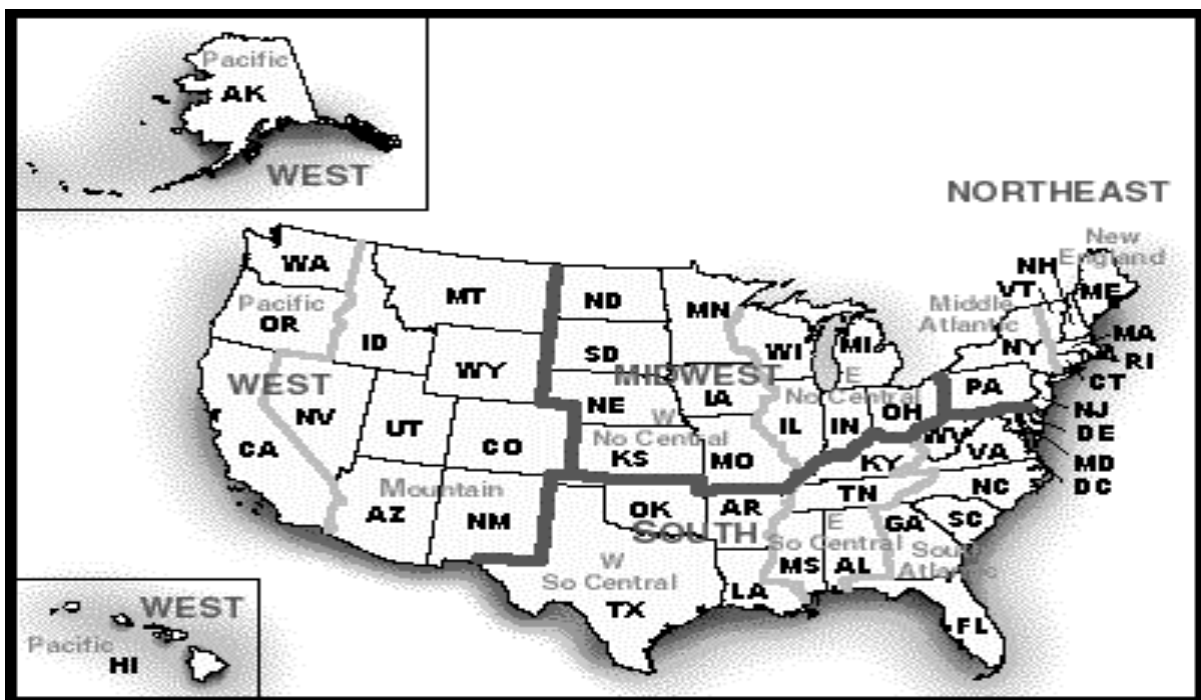 Pacific
AK
WEST
NORTHEAST
New
England
NH
VT
ME
WA
MT
ND
MN
Pacific
OR
Middle
Atlantic
MA
ID
SD
WI
MI
NY
RI
WY
WEST
MIDWEST
E
No Central
PA
CT
NV
UT
CO
NE
IA
W
No Central
IL
IN
OH
NJ
DE
WV
VA
CA
KS
MO
KY
MD
DC
Mountain
AZ
NM
OK
AR
TN
NC
SOUTH
E
So Central
GA
SC
South
Atlantic
W
So Central
MS
AL
LA
TX
FL
WEST
Pacific
HI